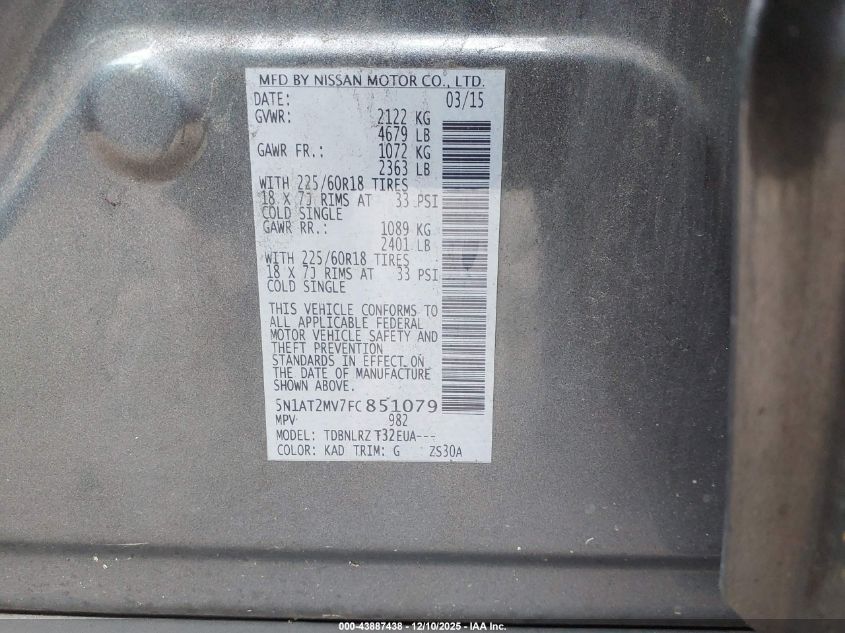 MFD BY NISSAN MOTOR CO., LTD.
DATE: 03/15
GVWR: 2122 KG
4679 LB
GAWR FR.: 1072 KG
2363 LB
WITH 225/60R18 TIRES
18 X 7J RIMS AT 33 PSI
COLD SINGLE
GAWR RR.: 1089 KG
2401 LB
WITH 225/60R18 TIRES
18 X 7J RIMS AT 33 PSI
COLD SINGLE
THIS VEHICLE CONFORMS TO
ALL APPLICABLE FEDERAL
MOTOR VEHICLE SAFETY AND
THEFT PREVENTION
STANDARDS IN EFFECT ON
THE DATE OF MANUFACTURE
SHOWN ABOVE.
5N1AT2MV7FC851079
MPV 982
MODEL: TDBNLRZ T32EUA---
COLOR: KAD TRIM: G ZS30A
000-43887438 - 12/10/2025 - IAA Inc.